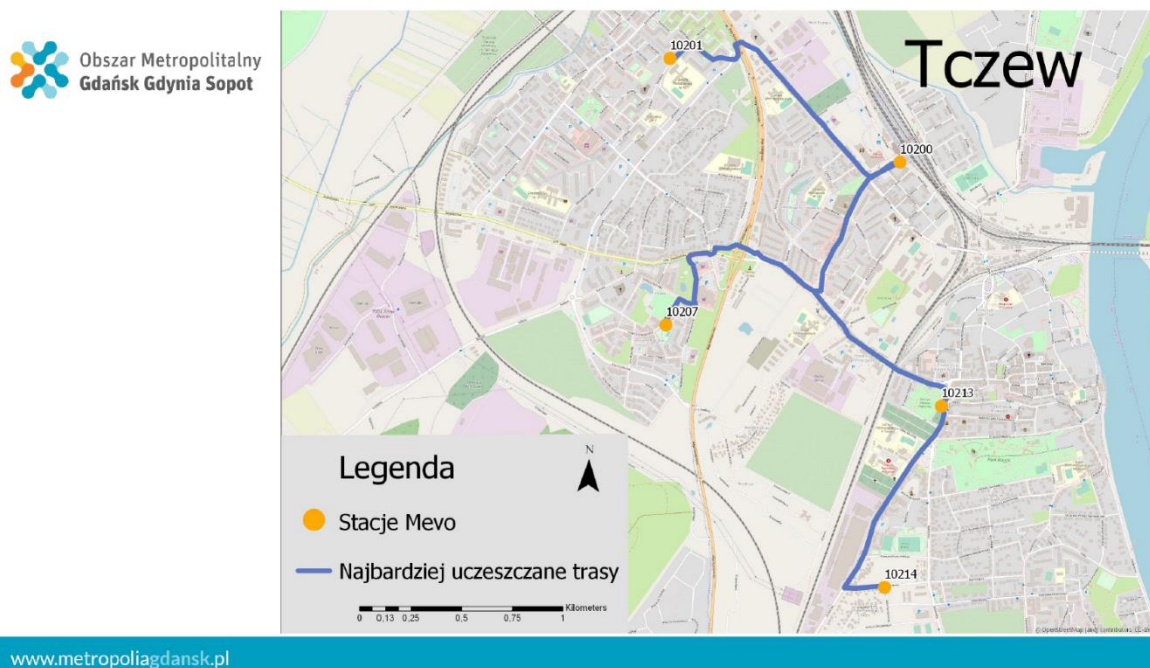 Obszar Metropolitalny
Gdańsk Gdynia Sopot
Tczew
10201
10200
10207
10213
10214
Legenda
N
Stacje Mevo
Najbardziej uczeszczane trasy
Kilometers
0 0,13 0,25 0,5 0,75 1
www.metropoliagdansk.pl